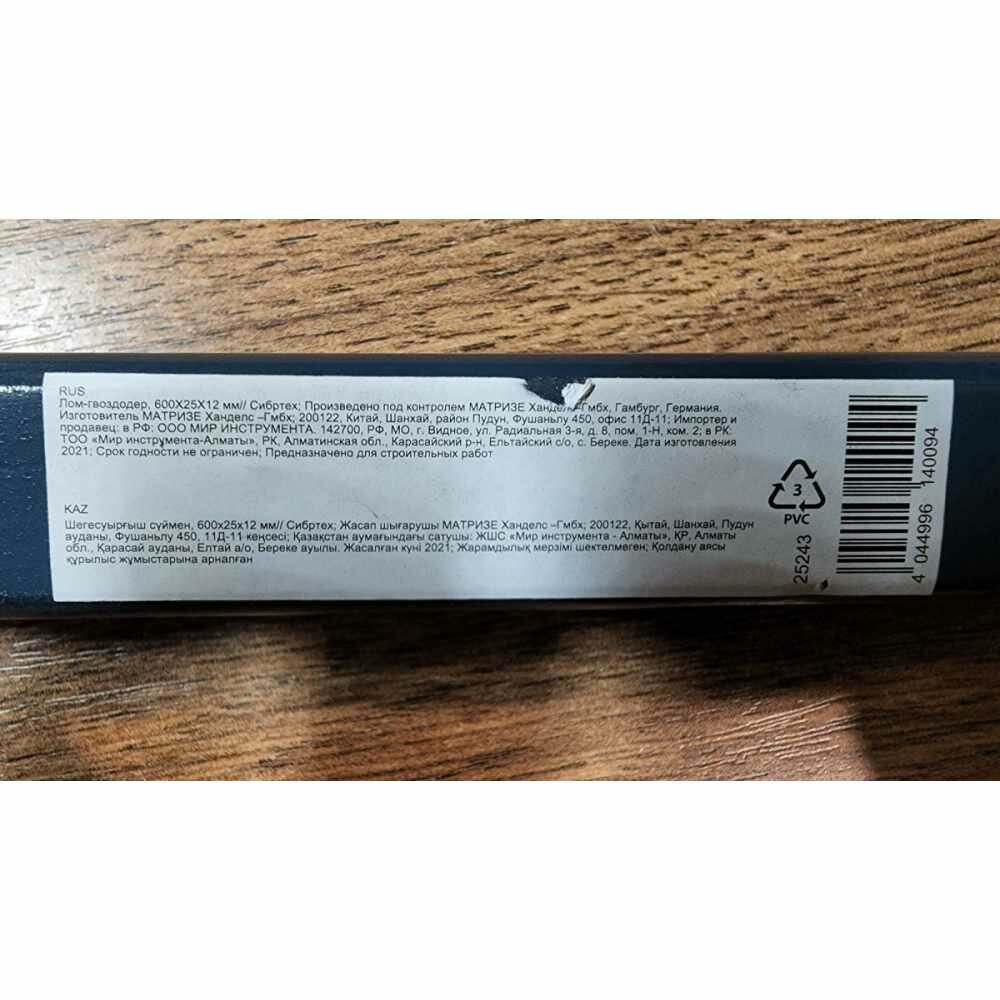 RUS
Лом-гвоздодер, 600Х25Х12 мм// Сибртех; Произведено под контролем МАТРИЗЕ Ханделс –Гмбх, Гамбург, Германия.
Изготовитель МАТРИЗЕ Ханделс –Гмбх; 200122, Китай, Шанхай, район Пудун, Фушаньлу 450, офис 11Д-11; Импортер и
продавец: в РФ: ООО МИР ИНСТРУМЕНТА. 142700, РФ, МО, г. Видное, ул. Радиальная 3-я, д. 8, пом. 1-Н, ком. 2; в РК:
ТОО «Мир инструмента-Алматы», РК, Алматинская обл., Карасайский р-н, Ельтайский с/о, с. Береке. Дата изготовления
2021; Срок годности не ограничен; Предназначено для строительных работ
KAZ
Шегесуырғыш сүймен, 600х25х12 мм// Сибртех; Жасап шығарушы МАТРИЗЕ Ханделс –Гмбх; 200122, Қытай, Шанхай, Пудун
ауданы, Фушаньлу 450, 11Д-11 кеңсесі; Қазақстан аумағындағы сатушы: ЖШС «Мир инструмента - Алматы», ҚР, Алматы
обл., Қарасай ауданы, Елтай а/о, Береке ауылы. Жасалған күні 2021; Жарамдылық мерзімі шектелмеген; Қолдану аясы
құрылыс жұмыстарына арналған
3
PVC
25243
4 044996 140094